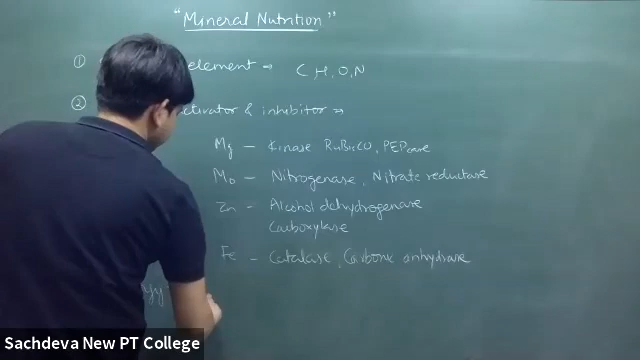 "Mineral Nutrition"
① element → C, H, O, N
② activator & inhibitor →
Mg — Kinase RuBisCO, PEPcase
Mo — Nitrogenase, Nitrate reductase
Zn — Alcohol dehydrogenase
Carboxylase
Fe — Catalase, Carbonic anhydrase
Sachdeva New PT College